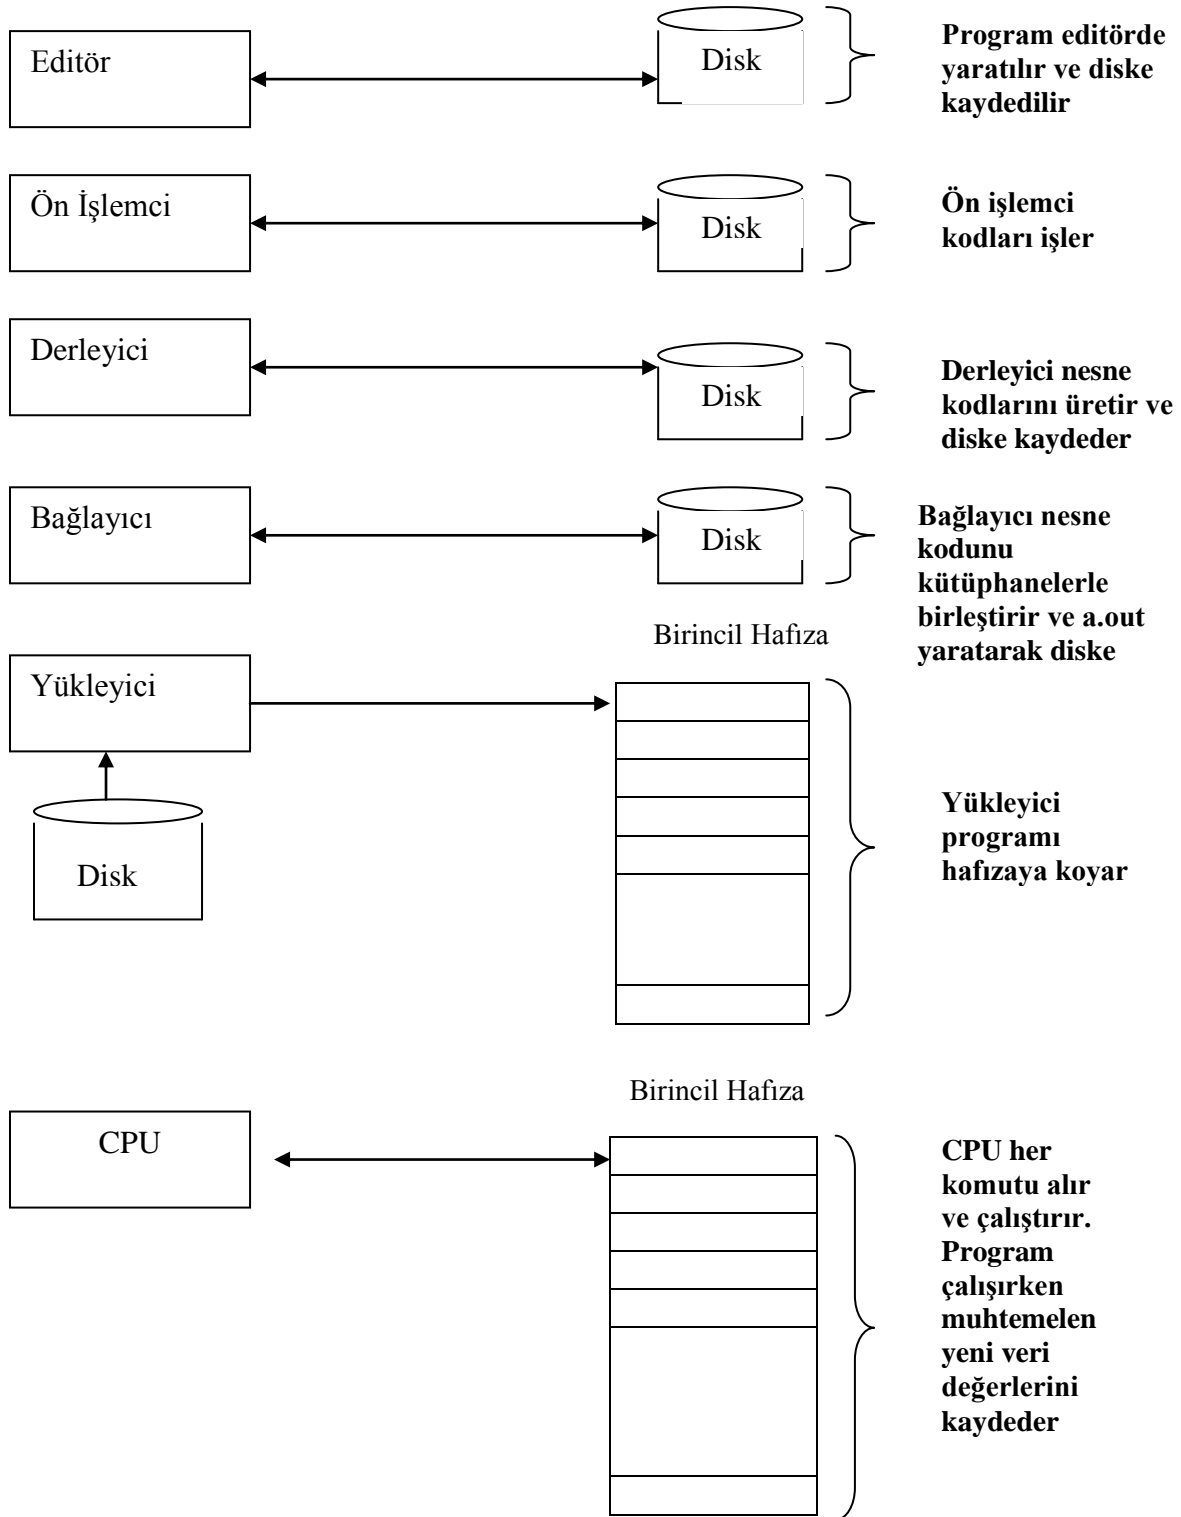 Editör
Disk
Program editörde
yaratılır ve diske
kaydedilir
Ön İşlemci
Disk
Ön işlemci
kodları işler
Derleyici
Disk
Derleyici nesne
kodlarını üretir ve
diske kaydeder
Bağlayıcı
Disk
Bağlayıcı nesne
kodunu
kütüphanelerle
birleştirir ve a.out
yaratarak diske
Birincil Hafıza
Yükleyici
Disk
Yükleyici
programı
hafızaya koyar
Birincil Hafıza
CPU
CPU her
komutu alır
ve çalıştırır.
Program
çalışırken
muhtemelen
yeni veri
değerlerini
kaydeder